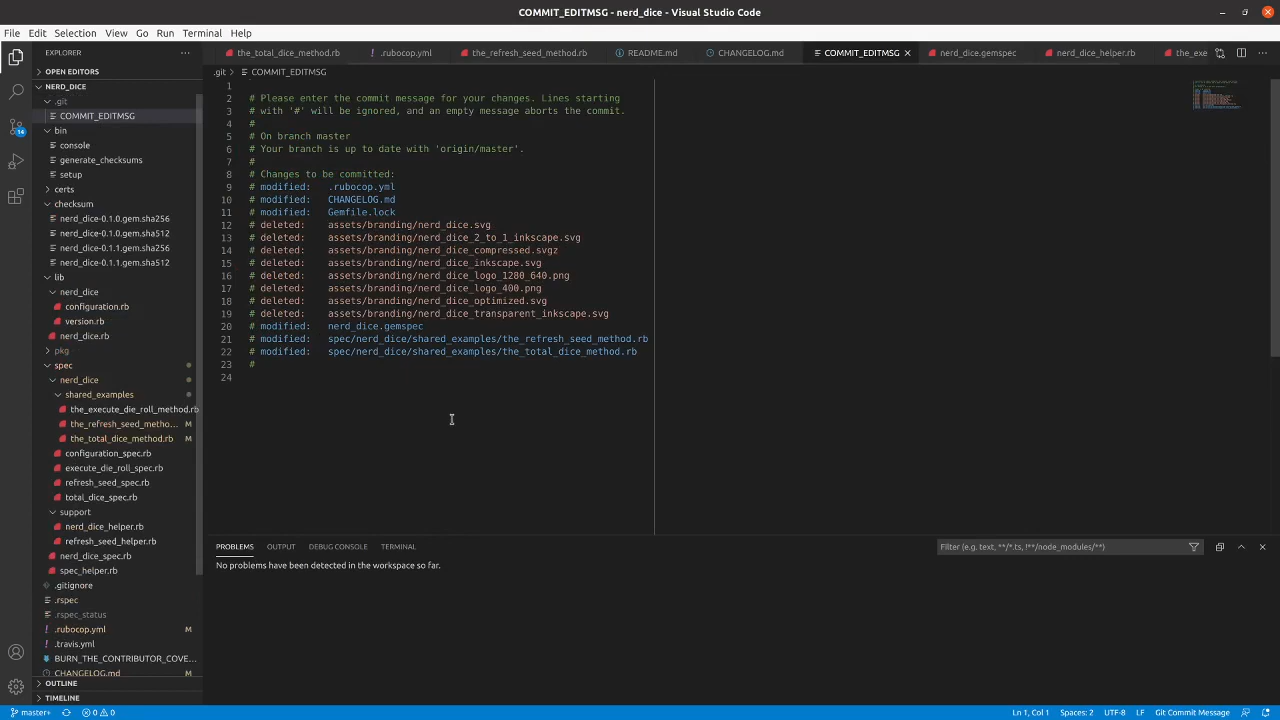 COMMIT_EDITMSG - nerd_dice - Visual Studio Code
File Edit Selection View Go Run Terminal Help
EXPLORER
the_total_dice_method.rb
.rubocop.yml
the_refresh_seed_method.rb
README.md
CHANGELOG.md
COMMIT_EDITMSG
nerd_dice.gemspec
nerd_dice_helper.rb
the_exe
OPEN EDITORS
NERD_DICE
.git
COMMIT_EDITMSG
bin
console
generate_checksums
setup
certs
checksum
nerd_dice-0.1.0.gem.sha256
nerd_dice-0.1.0.gem.sha512
nerd_dice-0.1.1.gem.sha256
nerd_dice-0.1.1.gem.sha512
lib
nerd_dice
configuration.rb
version.rb
nerd_dice.rb
pkg
spec
nerd_dice
shared_examples
the_execute_die_roll_method.rb
the_refresh_seed_metho... M
the_total_dice_method.rb M
configuration_spec.rb
execute_die_roll_spec.rb
refresh_seed_spec.rb
total_dice_spec.rb
support
nerd_dice_helper.rb
refresh_seed_helper.rb
nerd_dice_spec.rb
spec_helper.rb
.gitignore
.rspec
.rspec_status
.rubocop.yml M
.travis.yml
BURN_THE_CONTRIBUTOR_COVE...
CHANGELOG.md M
OUTLINE
TIMELINE
14
.git COMMIT_EDITMSG
1
2 # Please enter the commit message for your changes. Lines starting
3 # with '#' will be ignored, and an empty message aborts the commit.
4 #
5 # On branch master
6 # Your branch is up to date with 'origin/master'.
7 #
8 # Changes to be committed:
9 # modified: .rubocop.yml
10 # modified: CHANGELOG.md
11 # modified: Gemfile.lock
12 # deleted: assets/branding/nerd_dice.svg
13 # deleted: assets/branding/nerd_dice_2_to_1_inkscape.svg
14 # deleted: assets/branding/nerd_dice_compressed.svgz
15 # deleted: assets/branding/nerd_dice_inkscape.svg
16 # deleted: assets/branding/nerd_dice_logo_1280_640.png
17 # deleted: assets/branding/nerd_dice_logo_400.png
18 # deleted: assets/branding/nerd_dice_optimized.svg
19 # deleted: assets/branding/nerd_dice_transparent_inkscape.svg
20 # modified: nerd_dice.gemspec
21 # modified: spec/nerd_dice/shared_examples/the_refresh_seed_method.rb
22 # modified: spec/nerd_dice/shared_examples/the_total_dice_method.rb
23 #
24
PROBLEMS OUTPUT DEBUG CONSOLE TERMINAL
Filter (e.g. text, **/*.ts, !**/node_modules/**)
No problems have been detected in the workspace so far.
master+ 0 0
Ln 1, Col 1 Spaces: 2 UTF-8 LF Git Commit Message